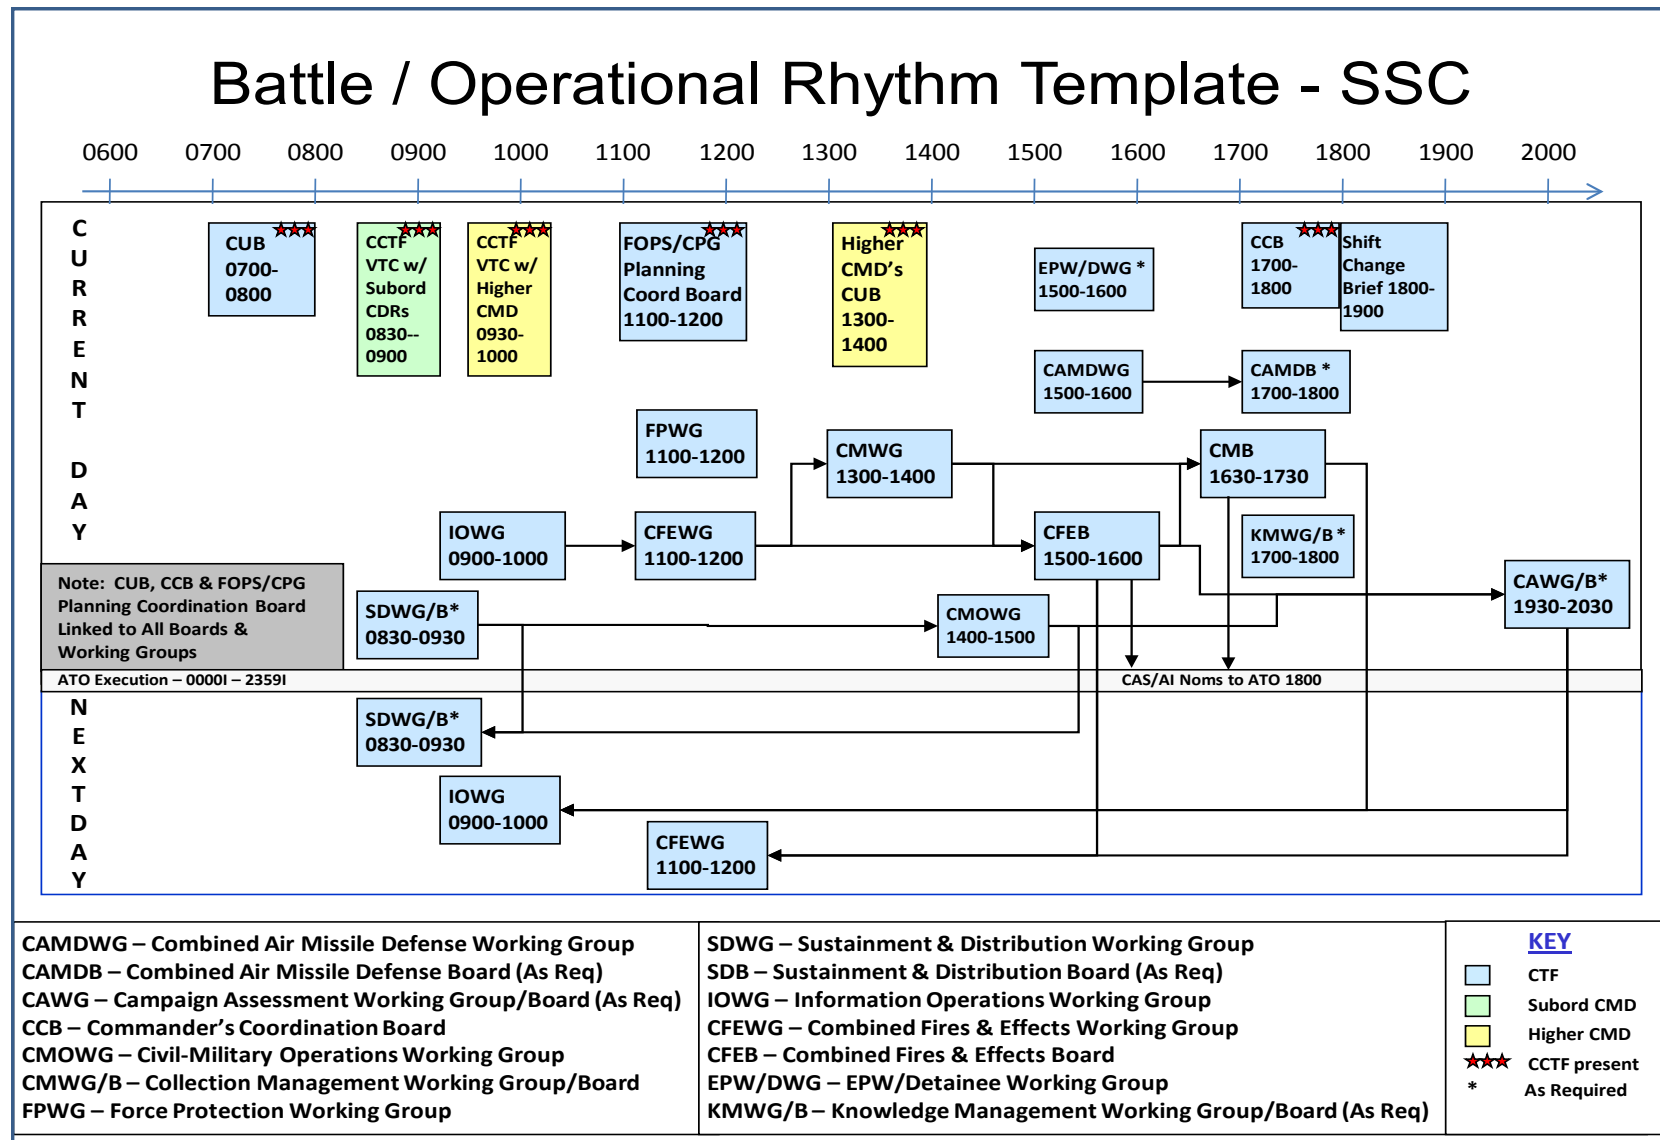 Battle / Operational Rhythm Template - SSC
0600 0700 0800 0900 1000 1100 1200 1300 1400 1500 1600 1700 1800 1900 2000
CURRENT DAY
CUB
0700-
0800
CCTF
VTC w/
Subord
CDRs
0830--
0900
CCTF
VTC w/
Higher
CMD
0930-
1000
FOPS/CPG
Planning
Coord Board
1100-1200
Higher
CMD's
CUB
1300-
1400
EPW/DWG *
1500-1600
CCB
1700-
1800
Shift
Change
Brief 1800-
1900
CAMDWG
1500-1600
CAMDB *
1700-1800
FPWG
1100-1200
CMWG
1300-1400
CMB
1630-1730
IOWG
0900-1000
CFEWG
1100-1200
CFEB
1500-1600
KMWG/B *
1700-1800
Note: CUB, CCB & FOPS/CPG
Planning Coordination Board
Linked to All Boards &
Working Groups
SDWG/B*
0830-0930
CMOWG
1400-1500
CAWG/B*
1930-2030
ATO Execution – 0000I – 2359I
CAS/AI Noms to ATO 1800
NEXT DAY
SDWG/B*
0830-0930
IOWG
0900-1000
CFEWG
1100-1200
CAMDWG – Combined Air Missile Defense Working Group
CAMDB – Combined Air Missile Defense Board (As Req)
CAWG – Campaign Assessment Working Group/Board (As Req)
CCB – Commander's Coordination Board
CMOWG – Civil-Military Operations Working Group
CMWG/B – Collection Management Working Group/Board
FPWG – Force Protection Working Group
SDWG – Sustainment & Distribution Working Group
SDB – Sustainment & Distribution Board (As Req)
IOWG – Information Operations Working Group
CFEWG – Combined Fires & Effects Working Group
CFEB – Combined Fires & Effects Board
EPW/DWG – EPW/Detainee Working Group
KMWG/B – Knowledge Management Working Group/Board (As Req)
KEY
CTF
Subord CMD
Higher CMD
CCTF present
* As Required